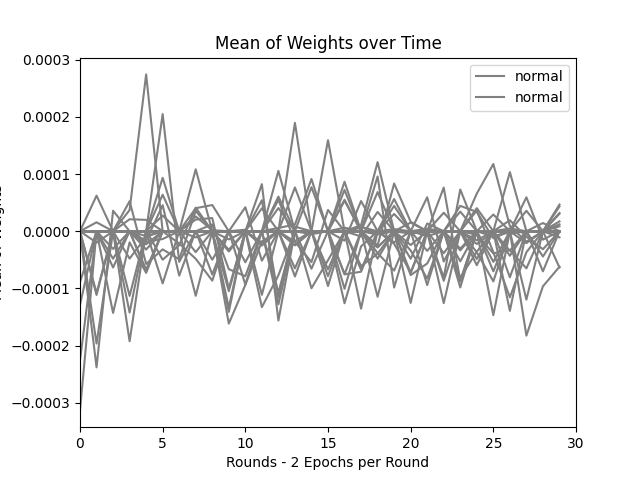 Mean of Weights over Time
normal
normal
0.0003
0.0002
0.0001
0.0000
−0.0001
−0.0002
−0.0003
0 5 10 15 20 25 30
Rounds - 2 Epochs per Round